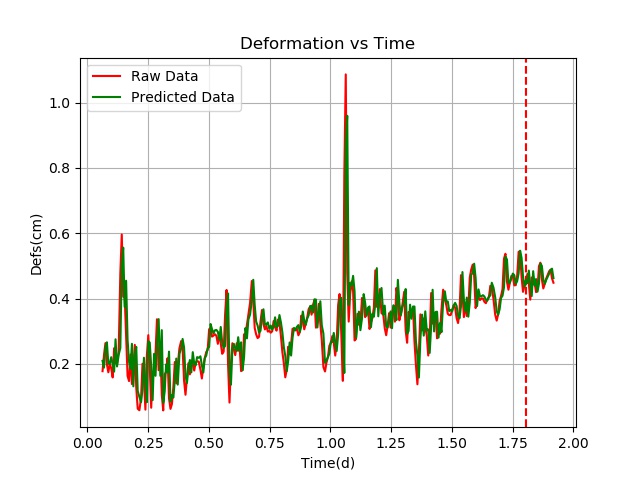 Deformation vs Time
Raw Data
Predicted Data
Defs(cm)
1.0
0.8
0.6
0.4
0.2
0.00 0.25 0.50 0.75 1.00 1.25 1.50 1.75 2.00
Time(d)